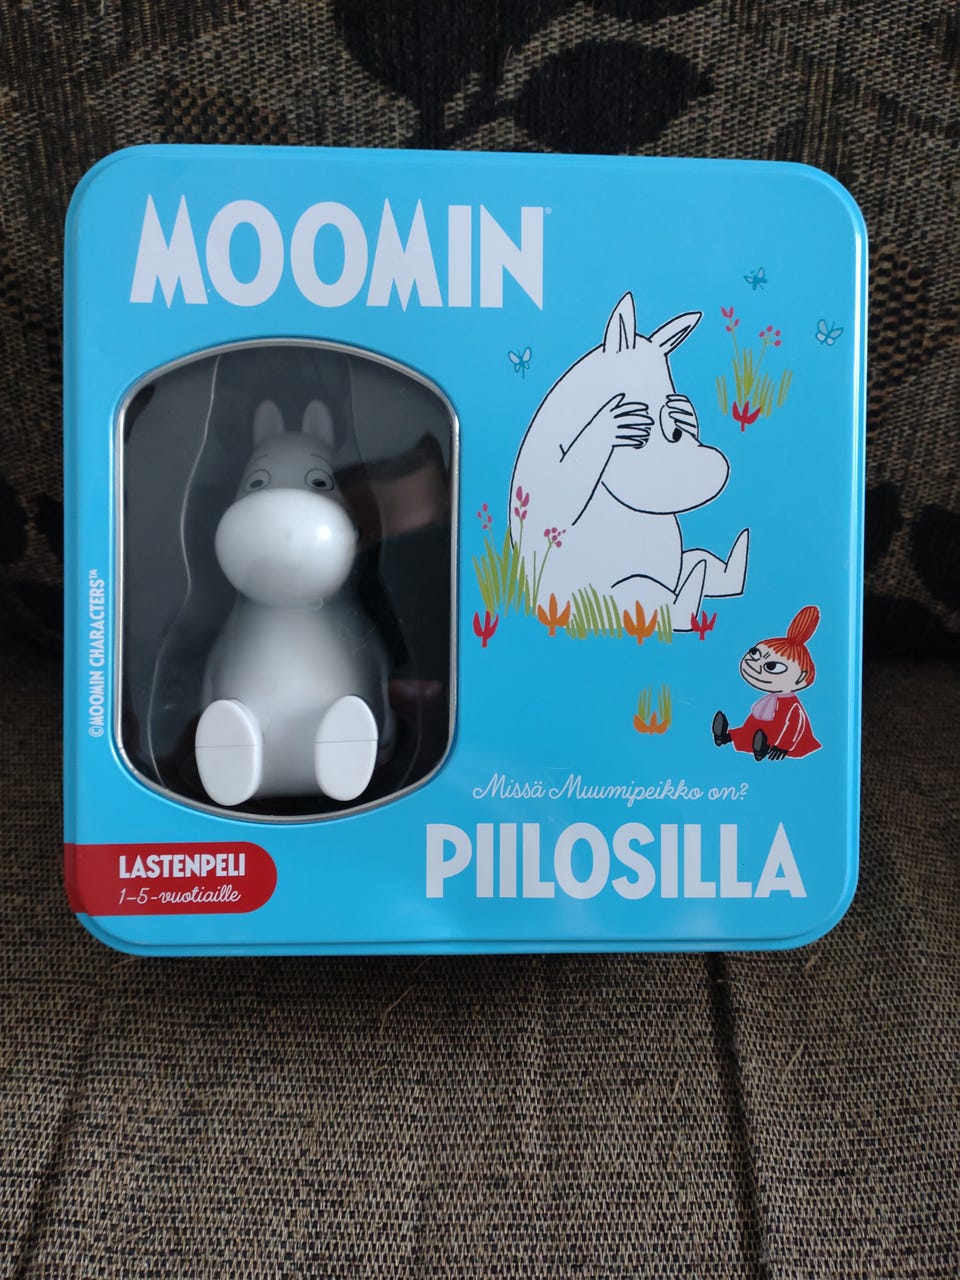 MOOMIN®
©MOOMIN CHARACTERS™
Missä Muumipeikko on?
PIILOSILLA
LASTENPELI
1-5-vuotiaille